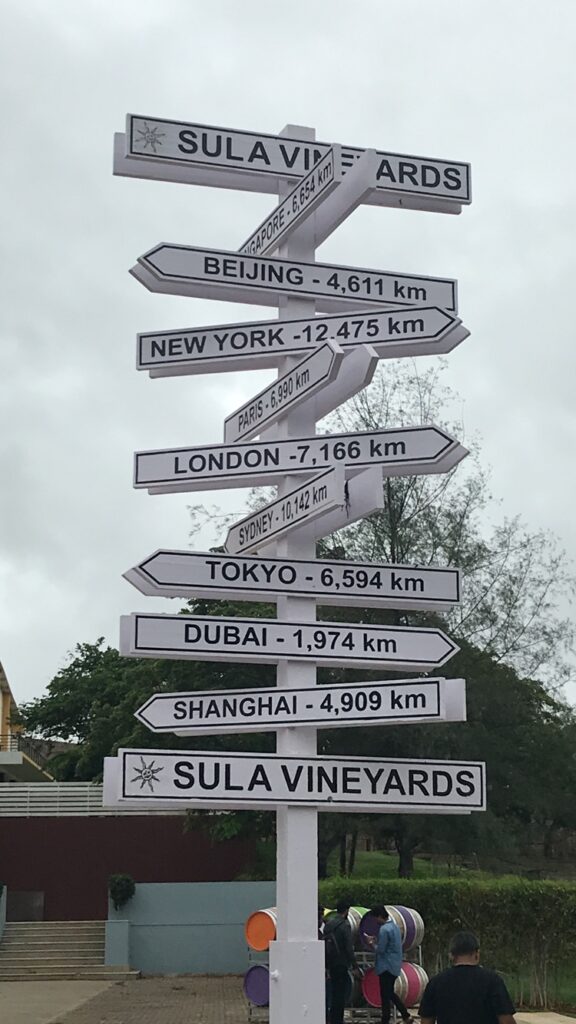 SULA VINEYARDS
SINGAPORE - 6,654 km
BEIJING - 4,611 km
NEW YORK -12,475 km
PARIS - 6,990 km
LONDON -7,166 km
SYDNEY - 10,142 km
TOKYO - 6,594 km
DUBAI - 1,974 km
SHANGHAI - 4,909 km
SULA VINEYARDS